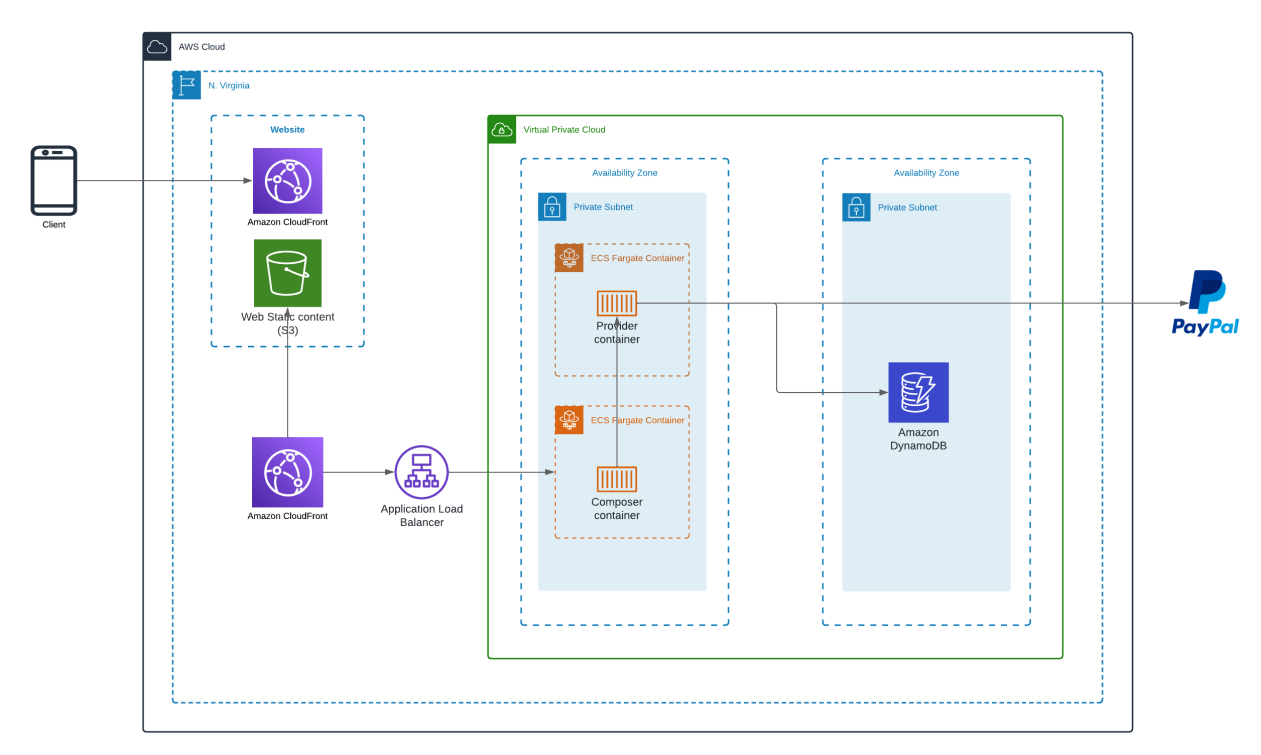 AWS Cloud
N. Virginia
Website
Client
Amazon CloudFront
Web Static content
(S3)
Amazon CloudFront
Application Load
Balancer
Virtual Private Cloud
Availability Zone
Private Subnet
ECS Fargate Container
Provider
container
ECS Fargate Container
Composer
container
Availability Zone
Private Subnet
Amazon
DynamoDB
PayPal